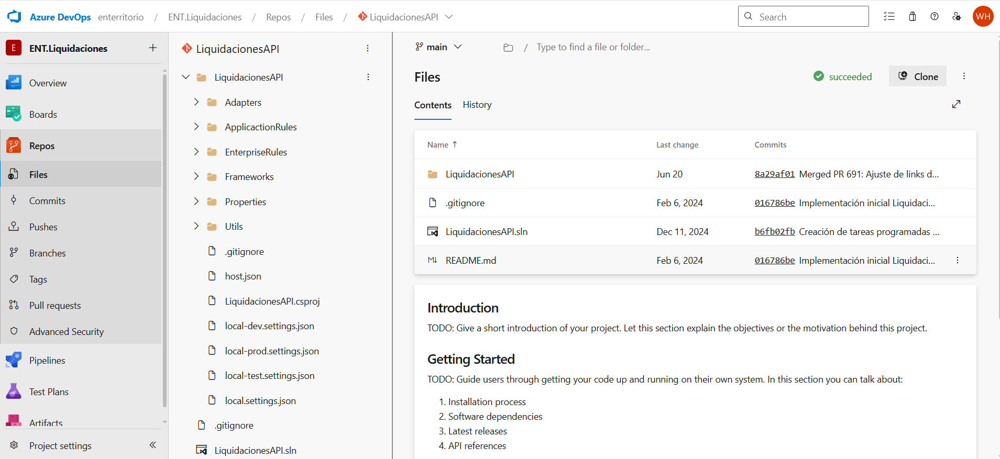 Azure DevOps enterritorio / ENT.Liquidaciones / Repos / Files / LiquidacionesAPI
Search
WH
E ENT.Liquidaciones
Overview
Boards
Repos
Files
Commits
Pushes
Branches
Tags
Pull requests
Advanced Security
Pipelines
Test Plans
Artifacts
Project settings
LiquidacionesAPI
LiquidacionesAPI
Adapters
ApplicactionRules
EnterpriseRules
Frameworks
Properties
Utils
.gitignore
host.json
LiquidacionesAPI.csproj
local-dev.settings.json
local-prod.settings.json
local-test.settings.json
local.settings.json
.gitignore
LiquidacionesAPI.sln
main / Type to find a file or folder...
Files
succeeded
Clone
Contents History
Name Last change Commits
LiquidacionesAPI Jun 20 8a29af01 Merged PR 691: Ajuste de links d...
.gitignore Feb 6, 2024 016786be Implementación inicial Liquidaci...
LiquidacionesAPI.sln Dec 11, 2024 b6fb02fb Creación de tareas programadas ...
README.md Feb 6, 2024 016786be Implementación inicial Liquidaci...
Introduction
TODO: Give a short introduction of your project. Let this section explain the objectives or the motivation behind this project.
Getting Started
TODO: Guide users through getting your code up and running on their own system. In this section you can talk about:
1. Installation process
2. Software dependencies
3. Latest releases
4. API references